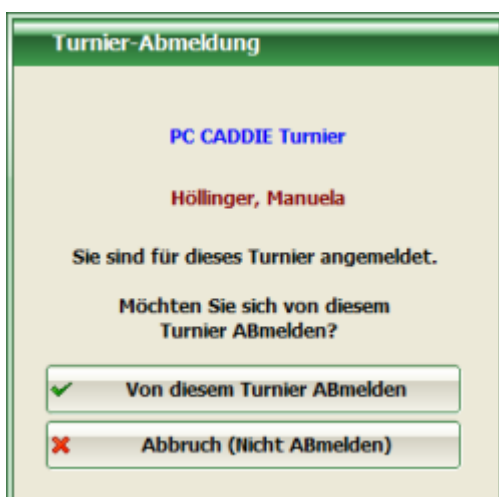 Turnier-Abmeldung
PC CADDIE Turnier
Höllinger, Manuela
Sie sind für dieses Turnier angemeldet.
Möchten Sie sich von diesem
Turnier ABmelden?
Von diesem Turnier ABmelden
Abbruch (Nicht ABmelden)